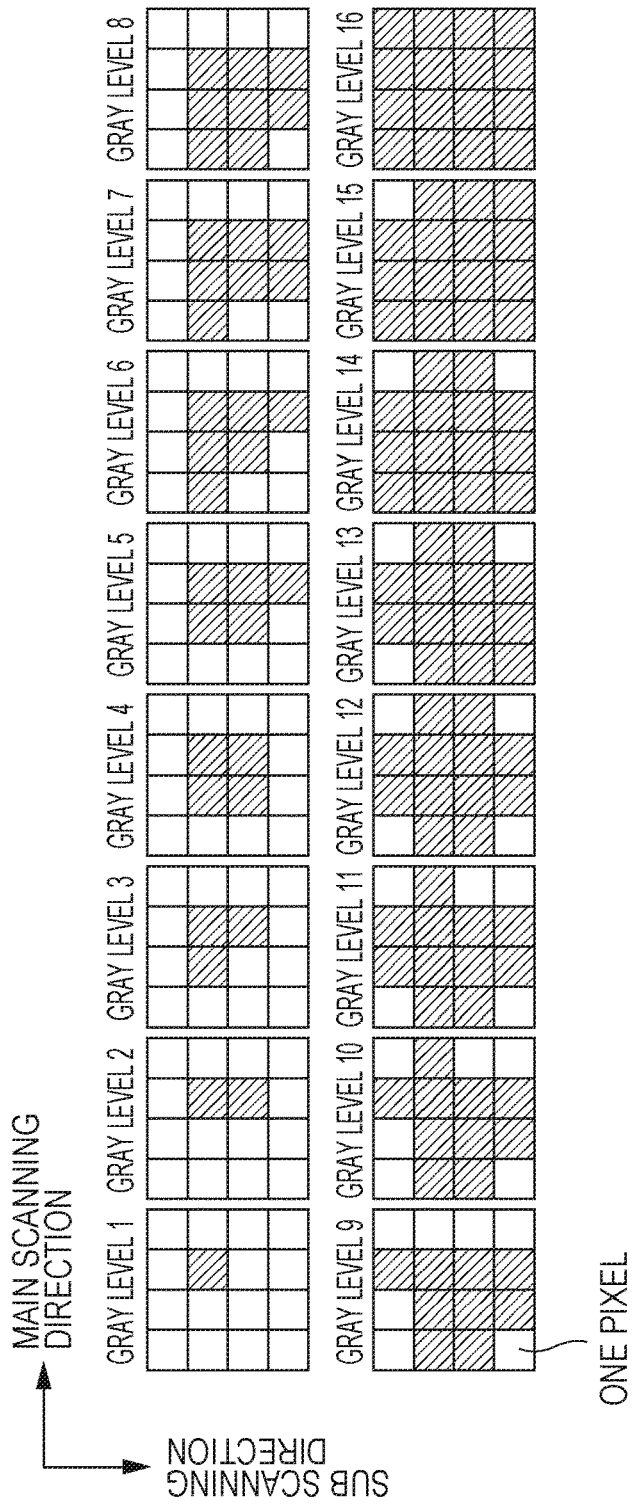 MAIN SCANNING
DIRECTION
SUB SCANNING
DIRECTION
GRAY LEVEL 1
GRAY LEVEL 2
GRAY LEVEL 3
GRAY LEVEL 4
GRAY LEVEL 5
GRAY LEVEL 6
GRAY LEVEL 7
GRAY LEVEL 8
GRAY LEVEL 9
GRAY LEVEL 10
GRAY LEVEL 11
GRAY LEVEL 12
GRAY LEVEL 13
GRAY LEVEL 14
GRAY LEVEL 15
GRAY LEVEL 16
ONE PIXEL